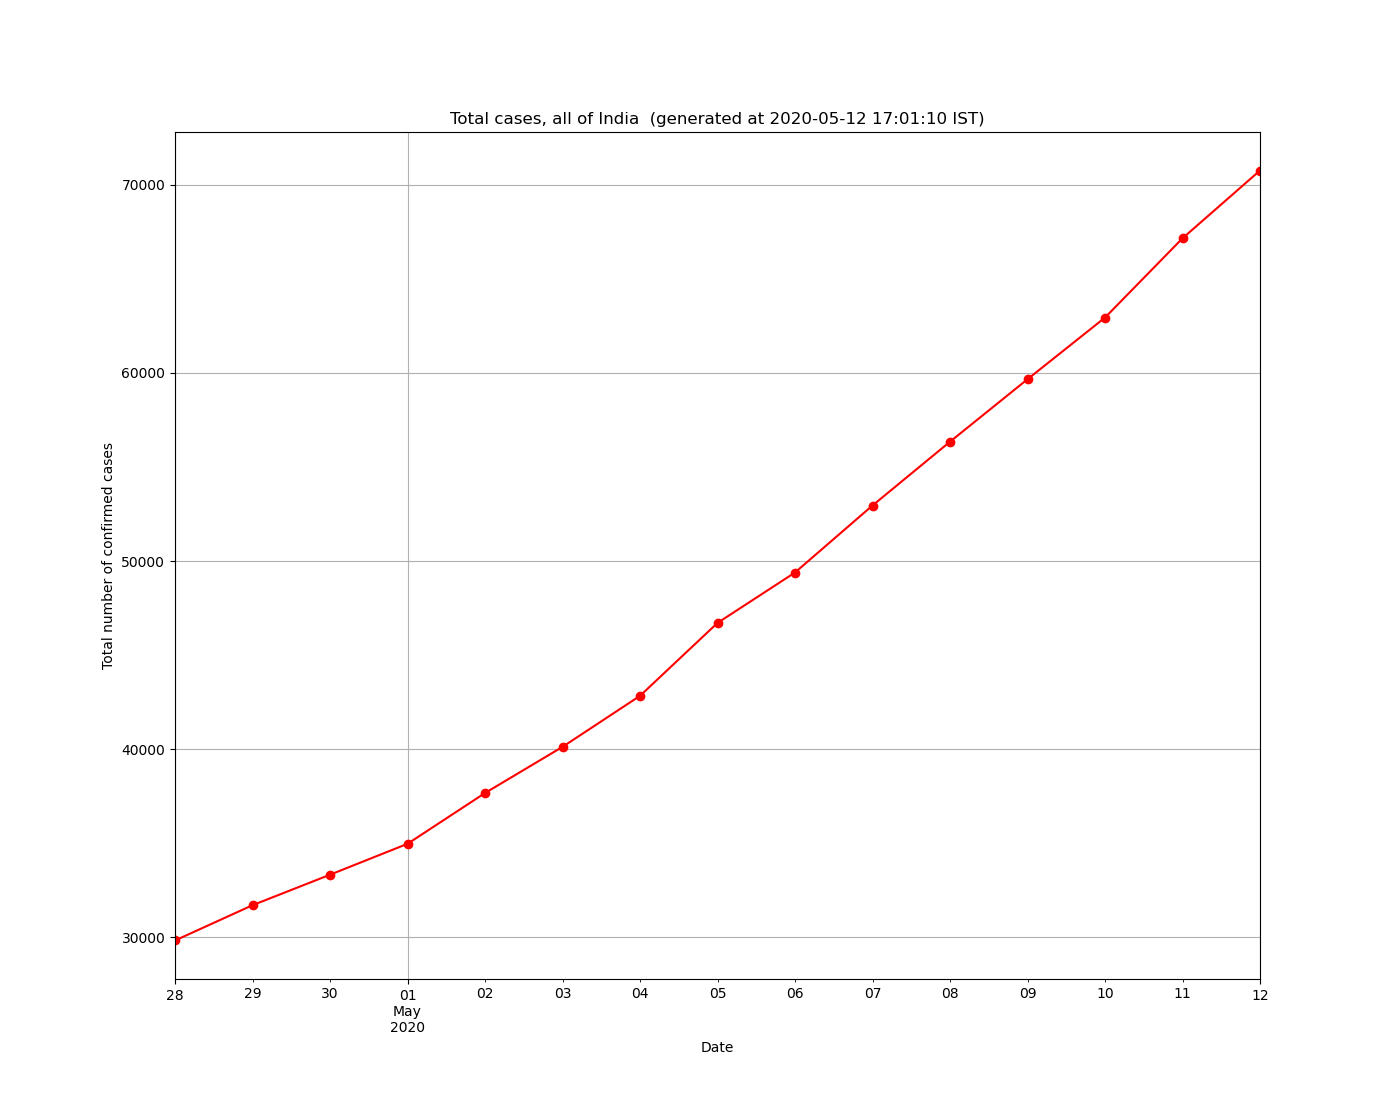 Total cases, all of India  (generated at 2020-05-12 17:01:10 IST)
70000
60000
50000
40000
30000
Total number of confirmed cases
28 29 30 01 02 03 04 05 06 07 08 09 10 11 12
May
2020
Date